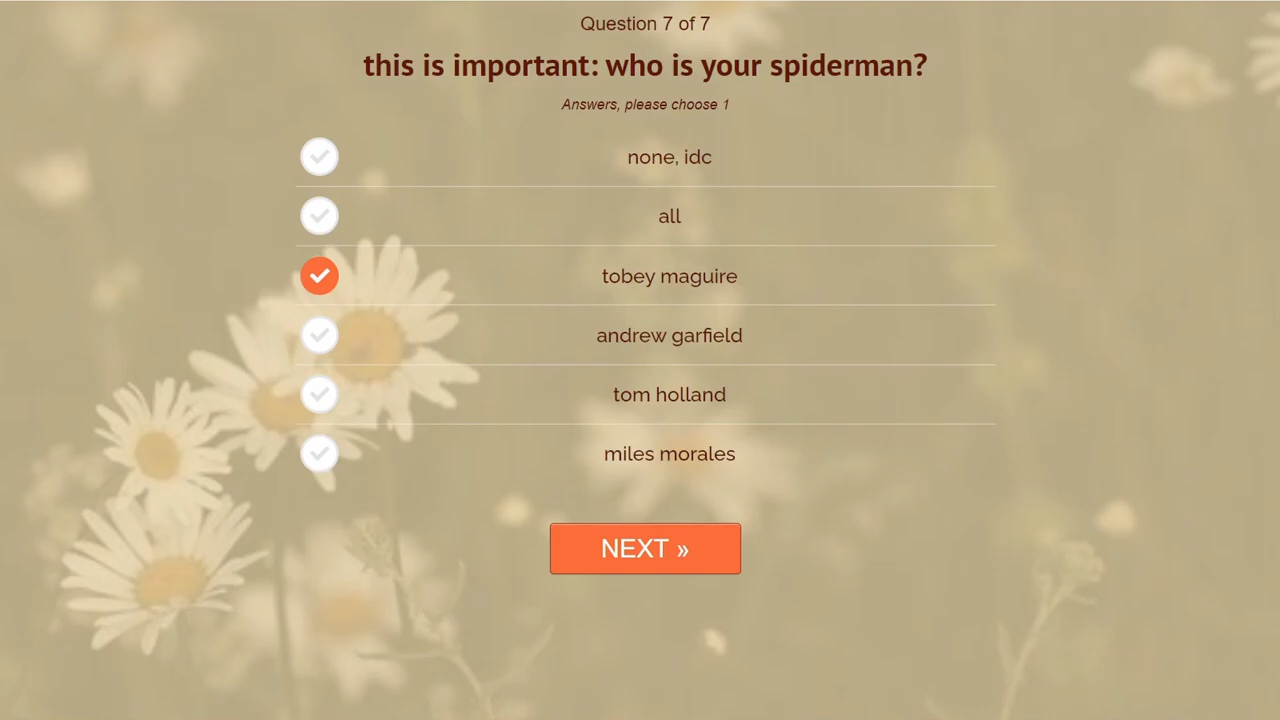 Question 7 of 7
this is important: who is your spiderman?
Answers, please choose 1
none, idc
all
tobey maguire
andrew garfield
tom holland
miles morales
NEXT »